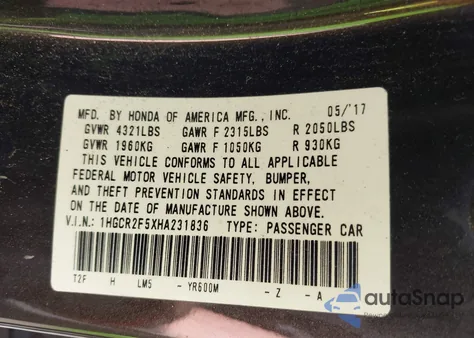 MFD. BY HONDA OF AMERICA MFG., INC. 05/'17
GVWR 4321LBS GAWR F 2315LBS R 2050LBS
GVWR 1960KG GAWR F 1050KG R 930KG
THIS VEHICLE CONFORMS TO ALL APPLICABLE
FEDERAL MOTOR VEHICLE SAFETY, BUMPER,
AND THEFT PREVENTION STANDARDS IN EFFECT
ON THE DATE OF MANUFACTURE SHOWN ABOVE.
V.I.N.: 1HGCR2F5XHA231836 TYPE: PASSENGER CAR
T2F H LM5 -YR600M -Z -A
autoSnap